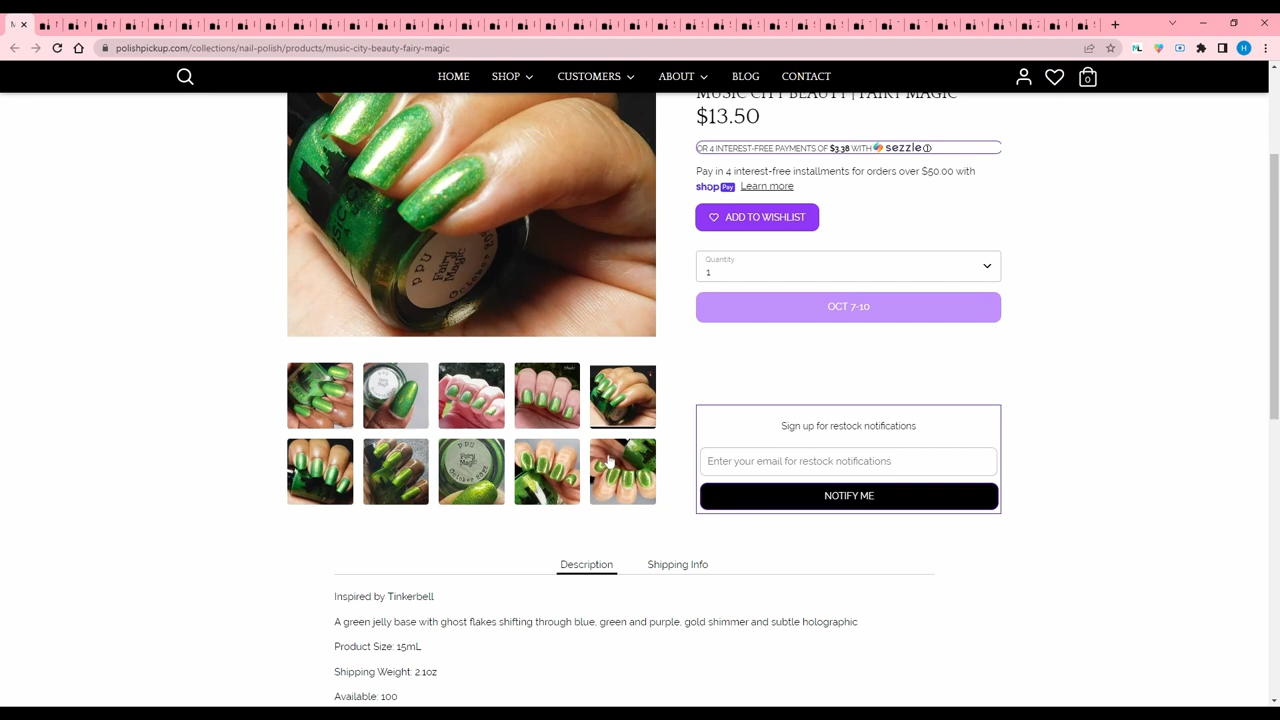 polishpickup.com/collections/nail-polish/products/music-city-beauty-fairy-magic
HOME
SHOP
CUSTOMERS
ABOUT
BLOG
CONTACT
0
MUSIC CITY BEAUTY | FAIRY MAGIC
$13.50
OR 4 INTEREST-FREE PAYMENTS OF $3.38 WITH sezzle
Pay in 4 interest-free installments for orders over $50.00 with
shop Pay Learn more
ADD TO WISHLIST
Quantity
1
OCT 7-10
PPU
Fairy
Magic
Sign up for restock notifications
Enter your email for restock notifications
NOTIFY ME
Description
Shipping Info
Inspired by Tinkerbell
A green jelly base with ghost flakes shifting through blue, green and purple, gold shimmer and subtle holographic
Product Size: 15mL
Shipping Weight: 2.1oz
Available: 100